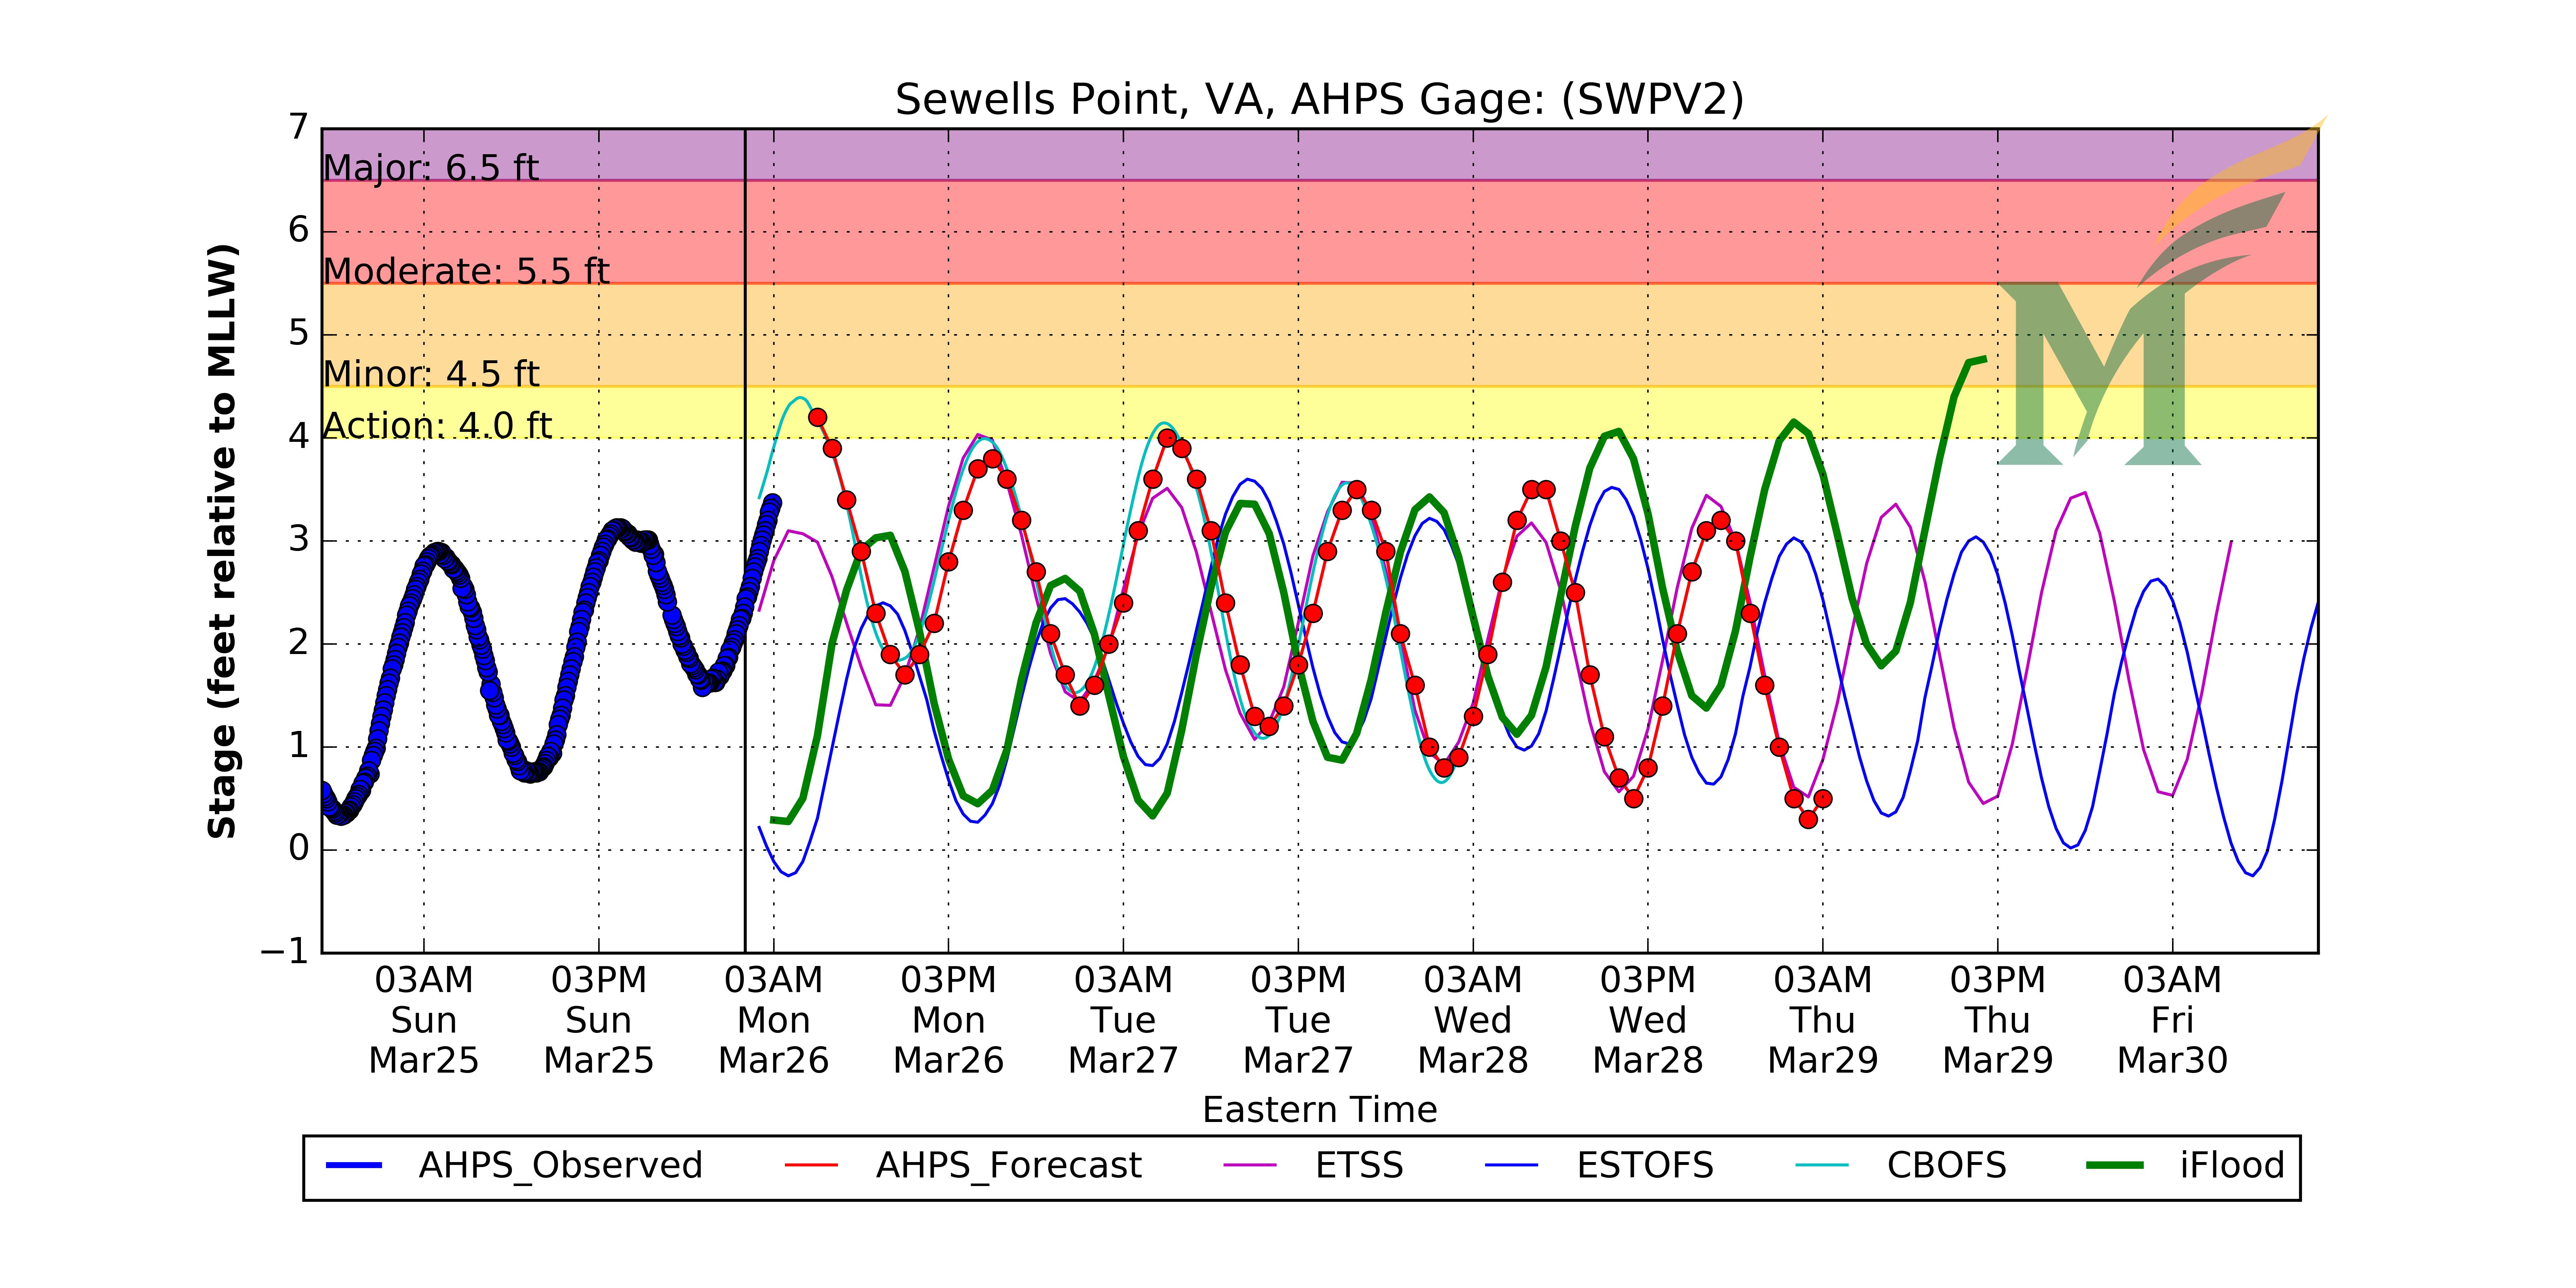 Sewells Point, VA, AHPS Gage: (SWPV2)
7
Major: 6.5 ft
6
Moderate: 5.5 ft
5
Minor: 4.5 ft
Action: 4.0 ft
4
3
2
1
0
−1
Stage (feet relative to MLLW)
03AM 03PM 03AM 03PM 03AM 03PM 03AM 03PM 03AM 03PM 03AM
Sun Sun Mon Mon Tue Tue Wed Wed Thu Thu Fri
Mar25 Mar25 Mar26 Mar26 Mar27 Mar27 Mar28 Mar28 Mar29 Mar29 Mar30
Eastern Time
AHPS_Observed AHPS_Forecast ETSS ESTOFS CBOFS iFlood